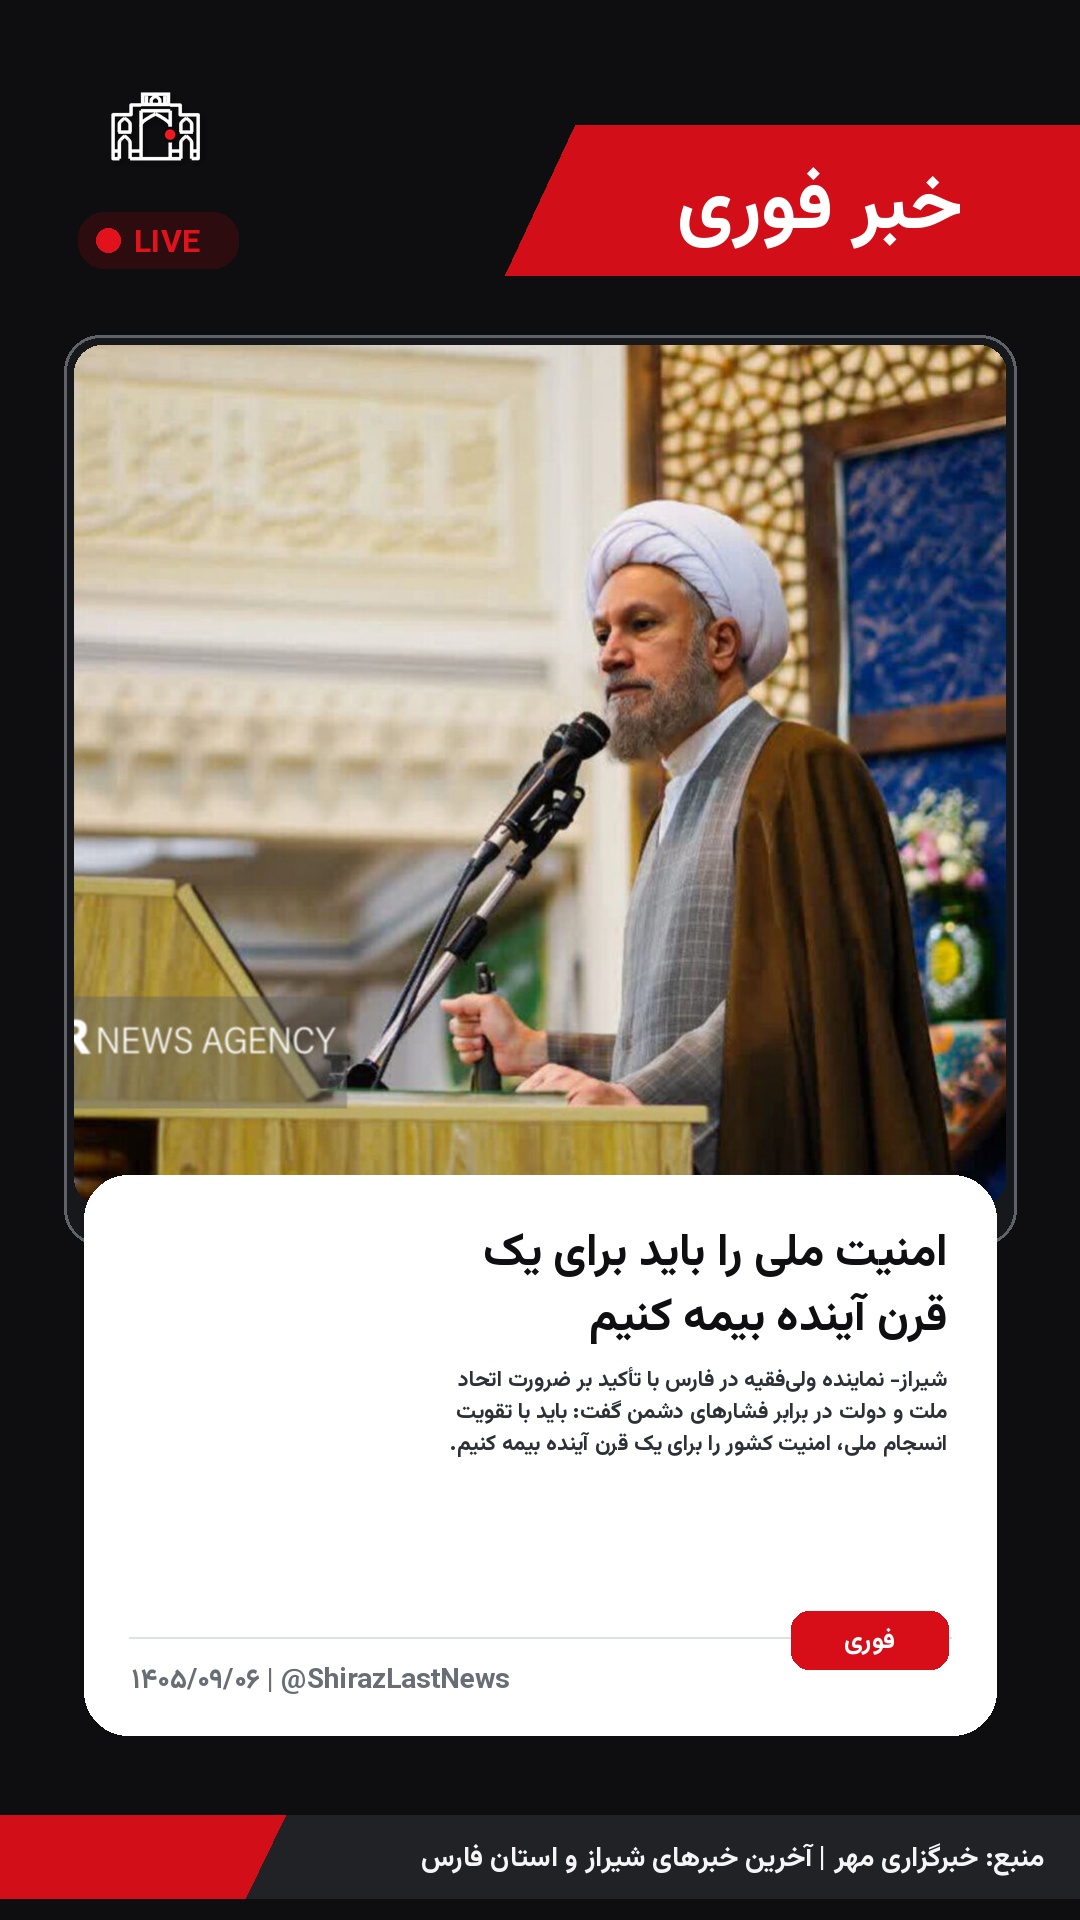 خبر فوری
LIVE
R NEWS AGENCY
امنیت ملی را باید برای یک
قرن آینده بیمه کنیم
شیراز- نماینده ولی‌فقیه در فارس با تأکید بر ضرورت اتحاد
ملت و دولت در برابر فشارهای دشمن گفت: باید با تقویت
انسجام ملی، امنیت کشور را برای یک قرن آینده بیمه کنیم.
فوری
۱۴۰۵/۰۹/۰۶ | @ShirazLastNews
منبع: خبرگزاری مهر | آخرین خبرهای شیراز و استان فارس